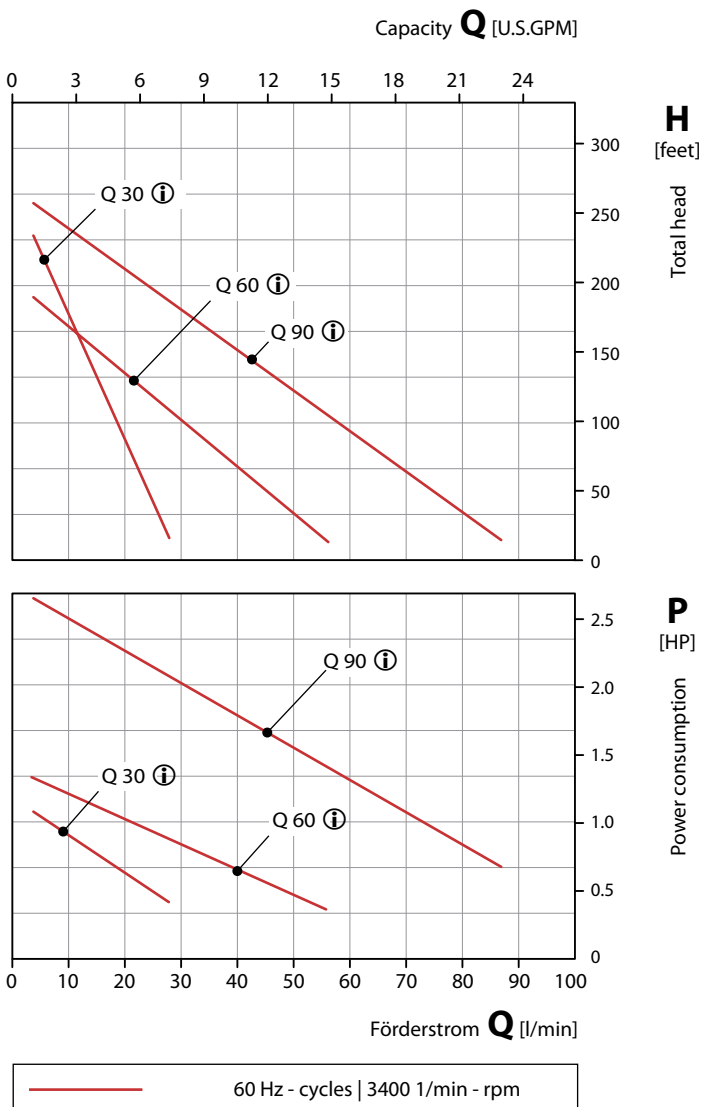 Capacity Q [U.S.GPM]
0 3 6 9 12 15 18 21 24
H
[feet]
Total head
300
250
200
150
100
50
0
Q 30 i
Q 60 i
Q 90 i
P
[HP]
Power consumption
2.5
2.0
1.5
1.0
0.5
0
Q 90 i
Q 30 i
Q 60 i
0 10 20 30 40 50 60 70 80 90 100
Förderstrom Q [l/min]
60 Hz - cycles | 3400 1/min - rpm